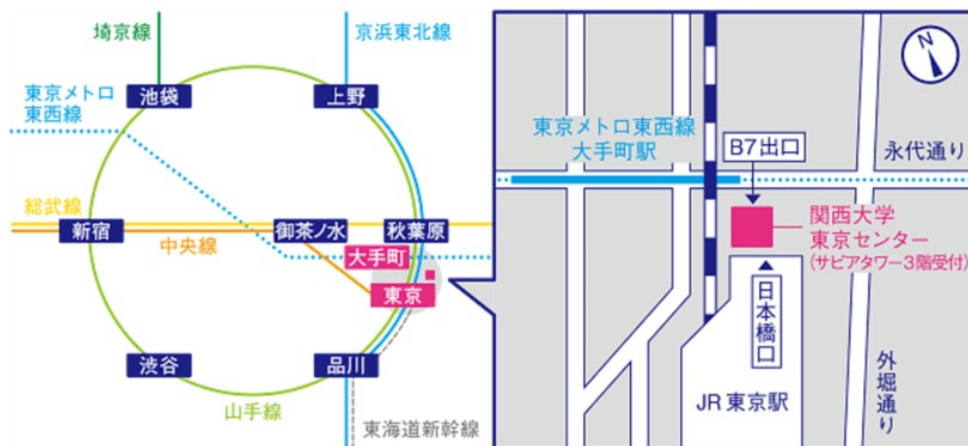 埼京線
京浜東北線
東京メトロ
東西線
池袋
上野
総武線
新宿
御茶ノ水
秋葉原
中央線
大手町
東京
渋谷
品川
山手線
東海道新幹線
N
東京メトロ東西線
大手町駅
B7出口
永代通り
関西大学
東京センター
(サピアタワー3階受付)
日本橋口
JR東京駅
外堀通り